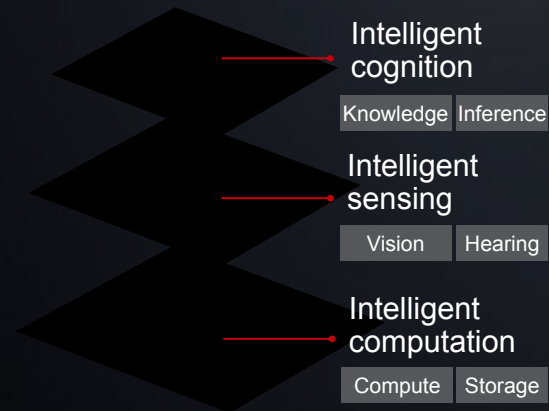 Intelligent
cognition
Knowledge Inference
Intelligent
sensing
Vision Hearing
Intelligent
computation
Compute Storage